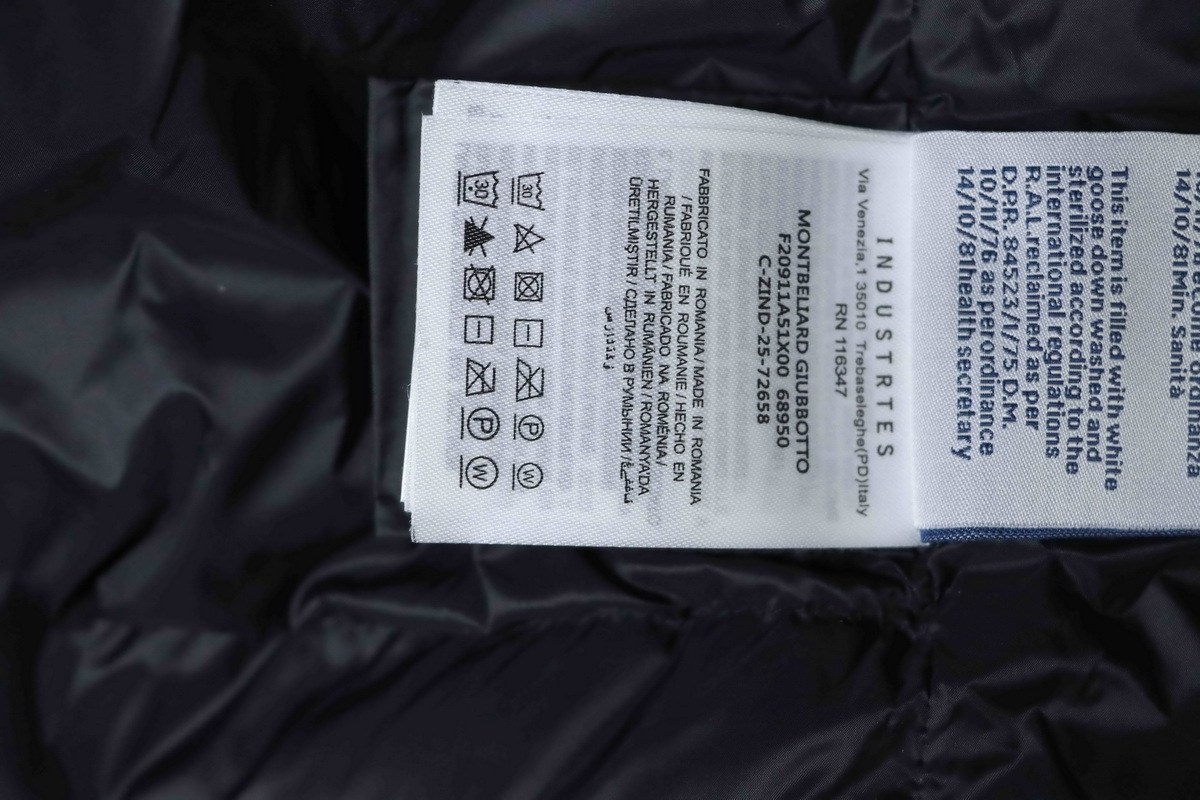 14/10/81Min. Sanità
This item is filled with white
goose down washed and
sterilized according to the
international regulations
R.A.L.reclaimed as per
D.P.R. 84523/1/75 D.M.
10/11/76 as perordinance
14/10/81health secretary
INDUSTRTES
Via Venezia,1 35010 Trebaseleghe(PD)Italy
RN 116347
MONTBELIARD GIUBBOTTO
F20911A51X00 68950
C-ZIND-25-72658
FABBRICATO IN ROMANIA/MADE IN ROMANIA
/FABRIQUÉ EN ROUMANIE/HECHO EN
RUMANIA/FABRICADO NA ROMÉNIA/
HERGESTELLT IN RUMÄNIEN/ROMANYA'DA
ÜRETILMIŞTIR/СДЕЛАНО В РУМЫНИИ/
30 P W
30 P W